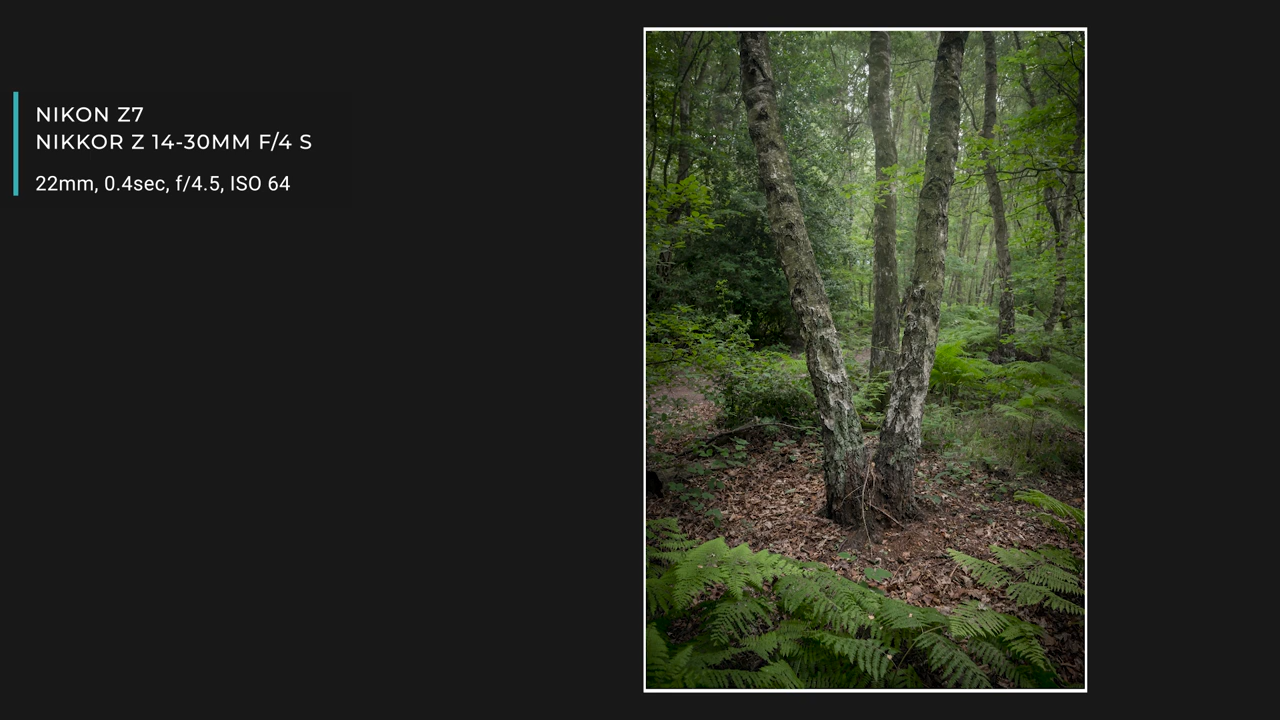 NIKON Z7
NIKKOR Z 14-30MM F/4 S
22mm, 0.4sec, f/4.5, ISO 64